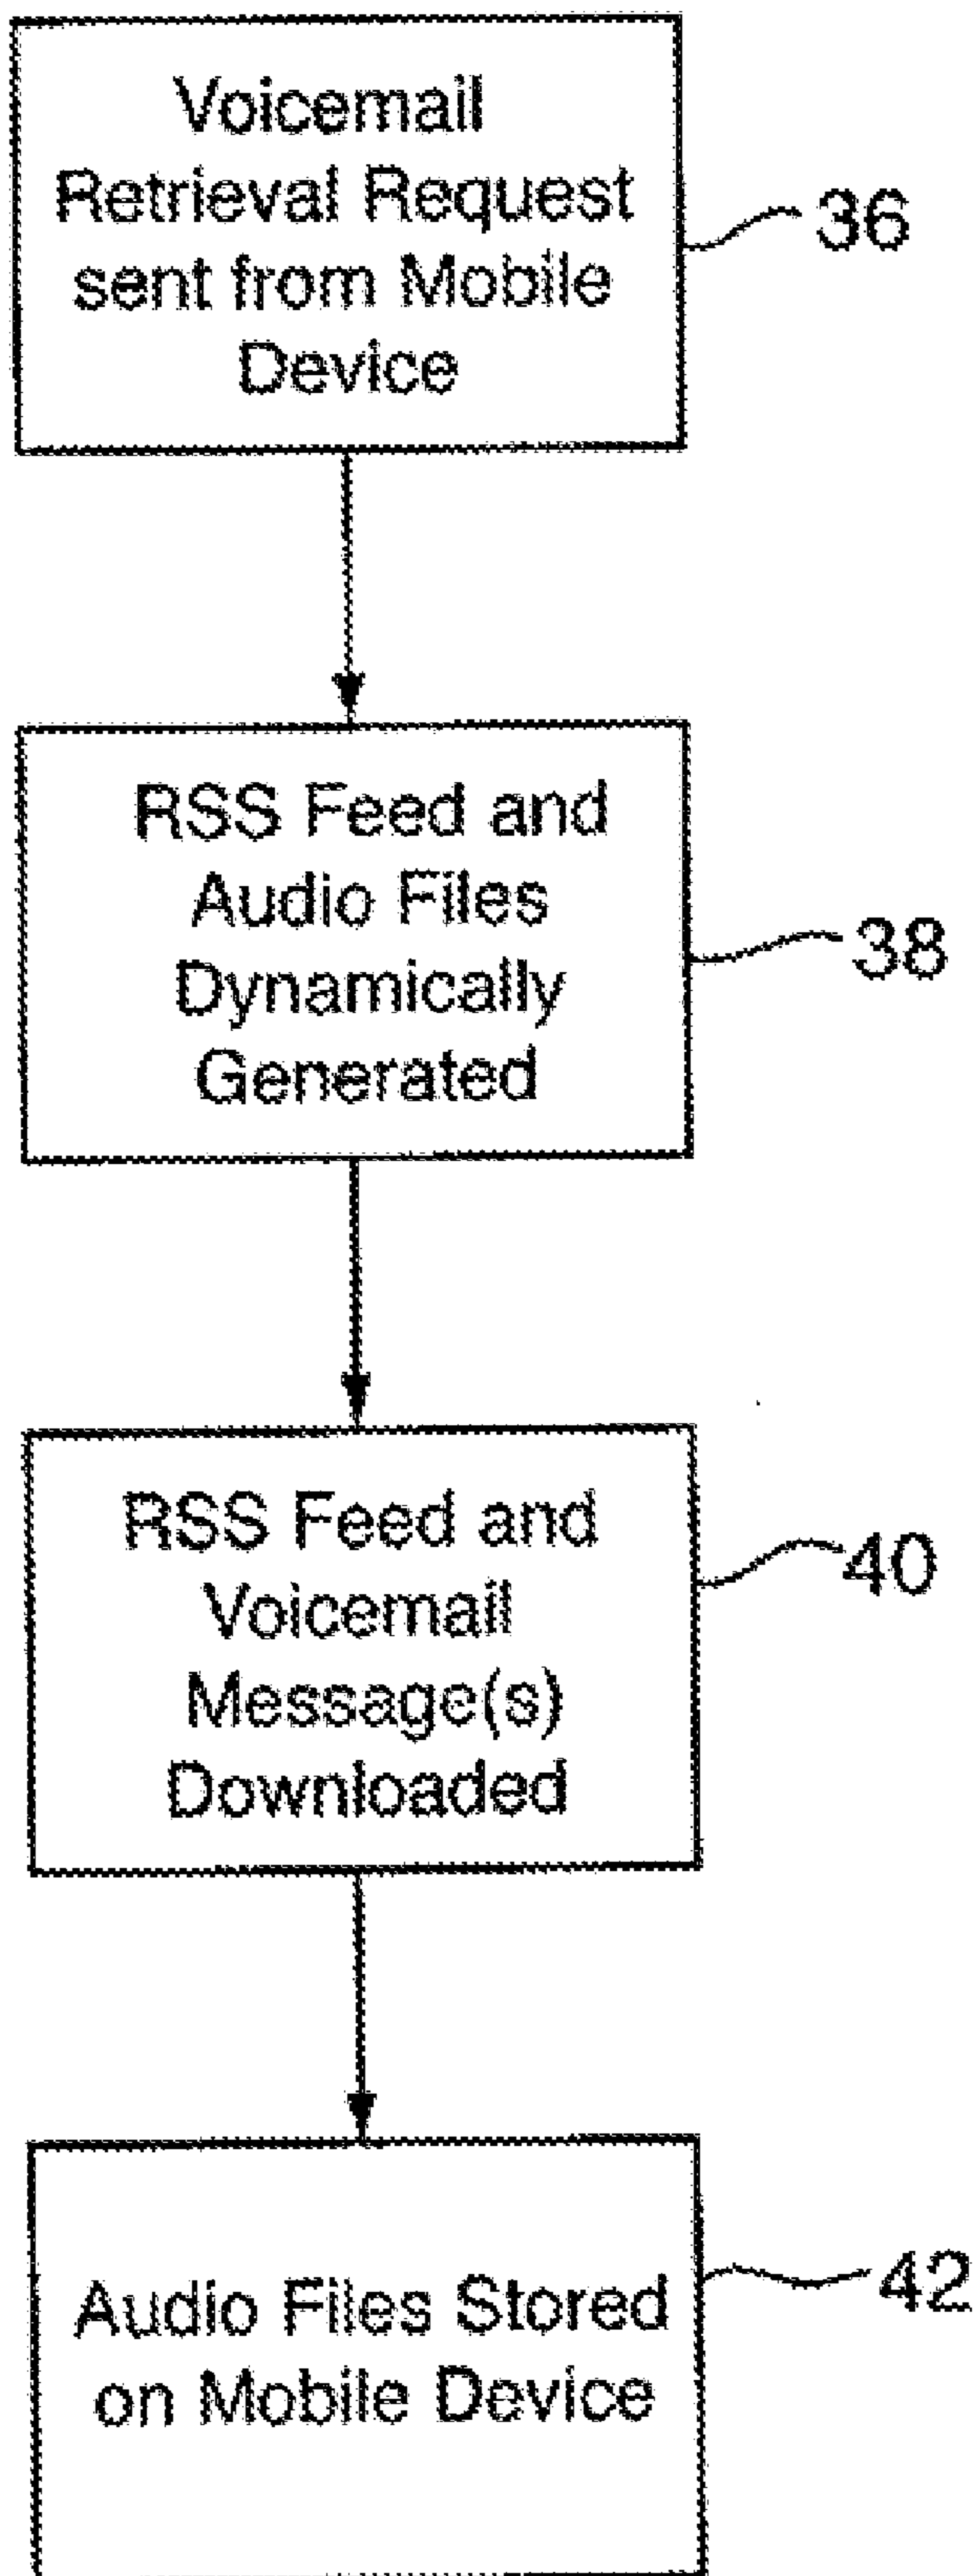 Voicemail
Retrieval Request
sent from Mobile
Device
36
RSS Feed and
Audio Files
Dynamically
Generated
38
RSS Feed and
Voicemail
Message(s)
Downloaded
40
Audio Files Stored
on Mobile Device
42